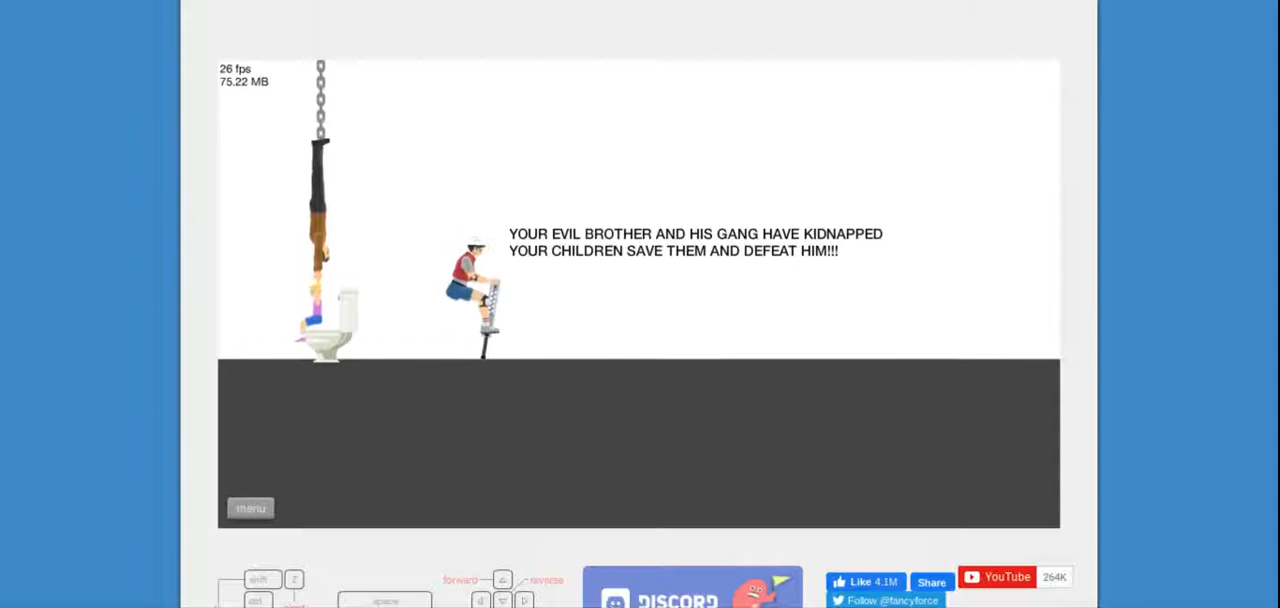 26 fps
75.22 MB
YOUR EVIL BROTHER AND HIS GANG HAVE KIDNAPPED
YOUR CHILDREN SAVE THEM AND DEFEAT HIM!!!
menu
shift
Z
forward
reverse
ctrl
space
DISCORD
Like 4.1M
Share
YouTube
264K
Follow @fancyforce